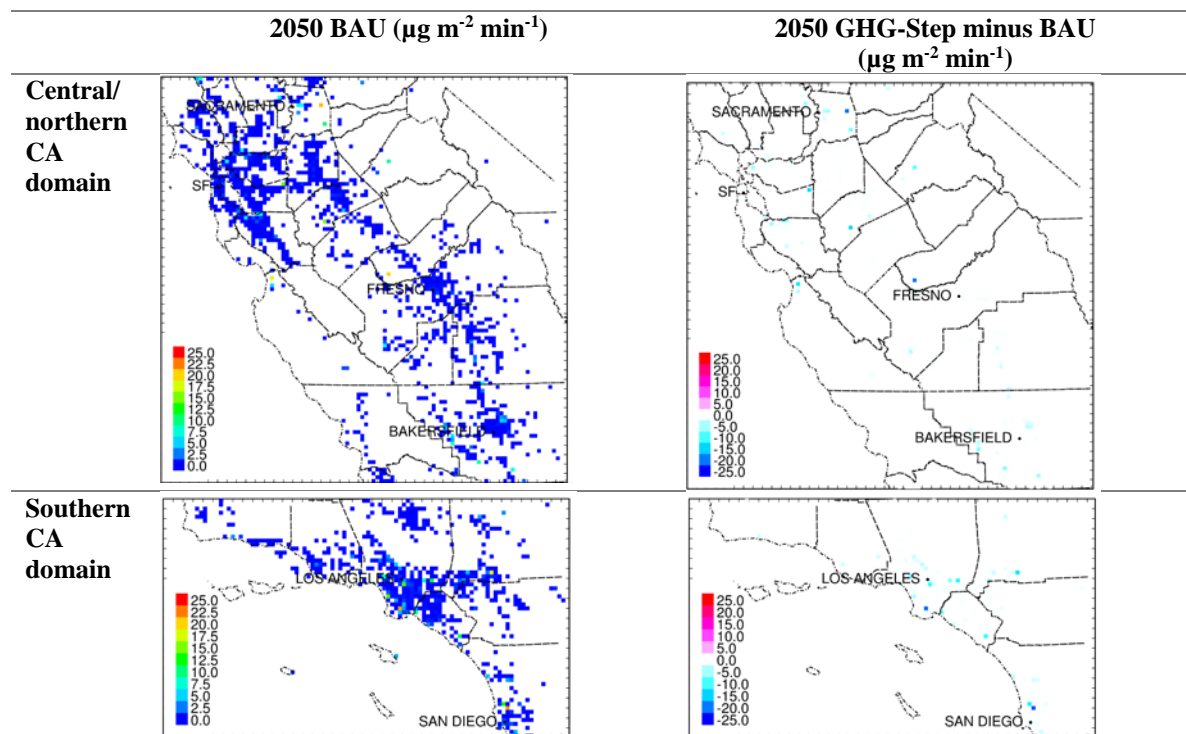 2050 BAU (µg m-2 min-1)
2050 GHG-Step minus BAU
(µg m-2 min-1)
Central/
northern
CA
domain
SACRAMENTO
SF
FRESNO
BAKERSFIELD
25.0
22.5
20.0
17.5
15.0
12.5
10.0
7.5
5.0
2.5
0.0
SACRAMENTO
SF
FRESNO
BAKERSFIELD
25.0
20.0
15.0
10.0
5.0
0.0
-5.0
-10.0
-15.0
-20.0
-25.0
Southern
CA
domain
LOS ANGELES
SAN DIEGO
25.0
22.5
20.0
17.5
15.0
12.5
10.0
7.5
5.0
2.5
0.0
LOS ANGELES
SAN DIEGO
25.0
20.0
15.0
10.0
5.0
0.0
-5.0
-10.0
-15.0
-20.0
-25.0